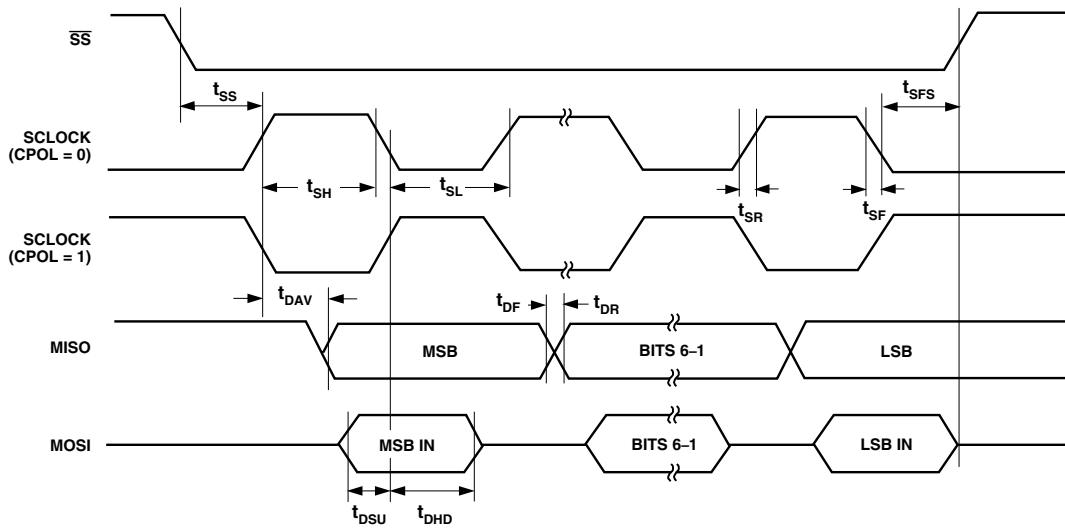 SS
tSS
tSFS
SCLOCK
(CPOL = 0)
tSH
tSL
tSR
tSF
SCLOCK
(CPOL = 1)
tDAV
tDF
tDR
MISO
MSB
BITS 6–1
LSB
MOSI
MSB IN
BITS 6–1
LSB IN
tDSU
tDHD